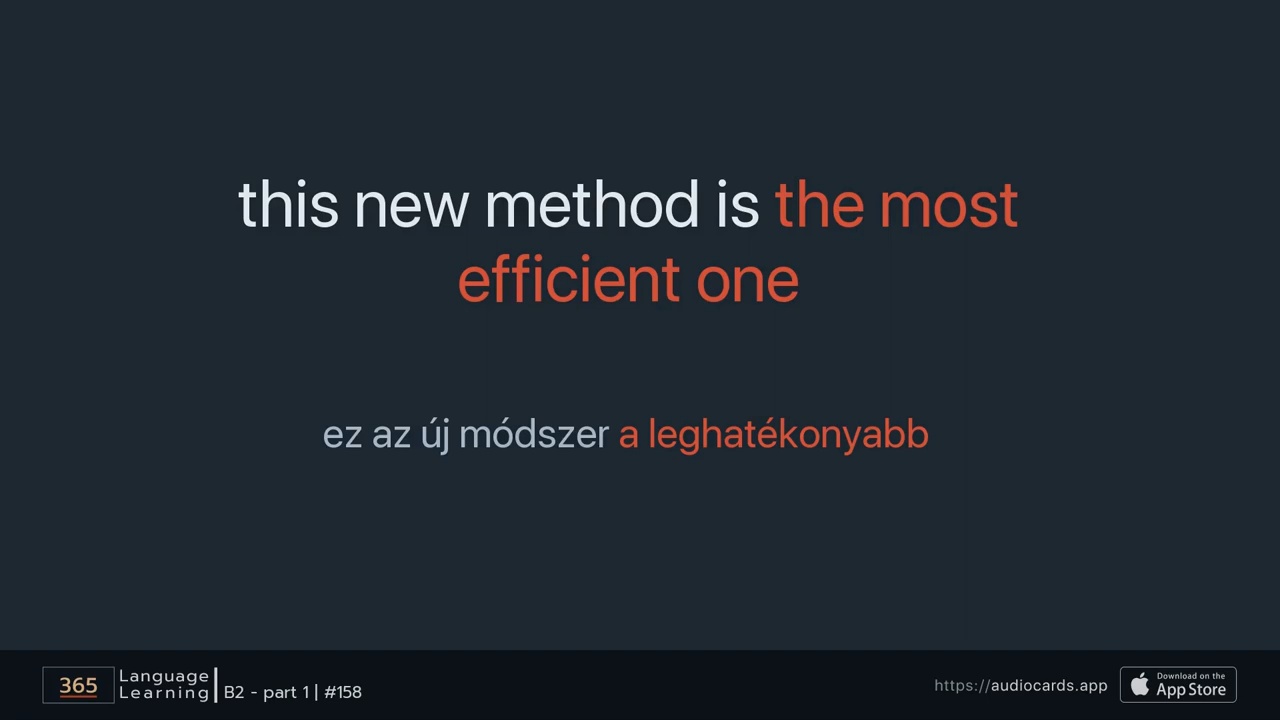 this new method is the most
efficient one
ez az új módszer a leghatékonyabb
365
Language
Learning
B2 - part 1 | #158
https://audiocards.app
Download on the
App Store